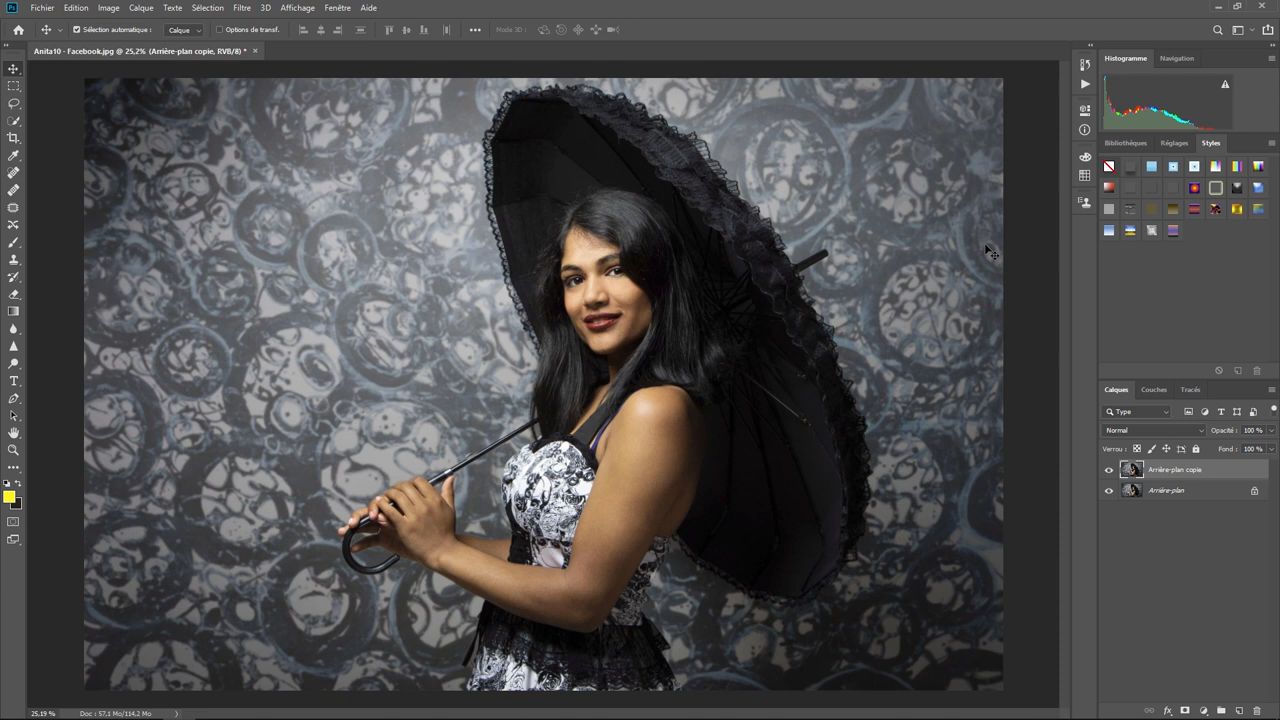 Ps Fichier Edition Image Calque Texte Sélection Filtre 3D Affichage Fenêtre Aide
Sélection automatique : Calque Options de transf. Mode 3D :
Anita10 - Facebook.jpg @ 25,2% (Arrière-plan copie, RVB/8) * ×
Histogramme Navigation
Bibliothèques Réglages Styles
Calques Couches Tracés
Type
Normal Opacité : 100 %
Verrou : Fond : 100 %
Arrière-plan copie
Arrière-plan
25,19 % Doc : 57,1 Mo/114,2 Mo